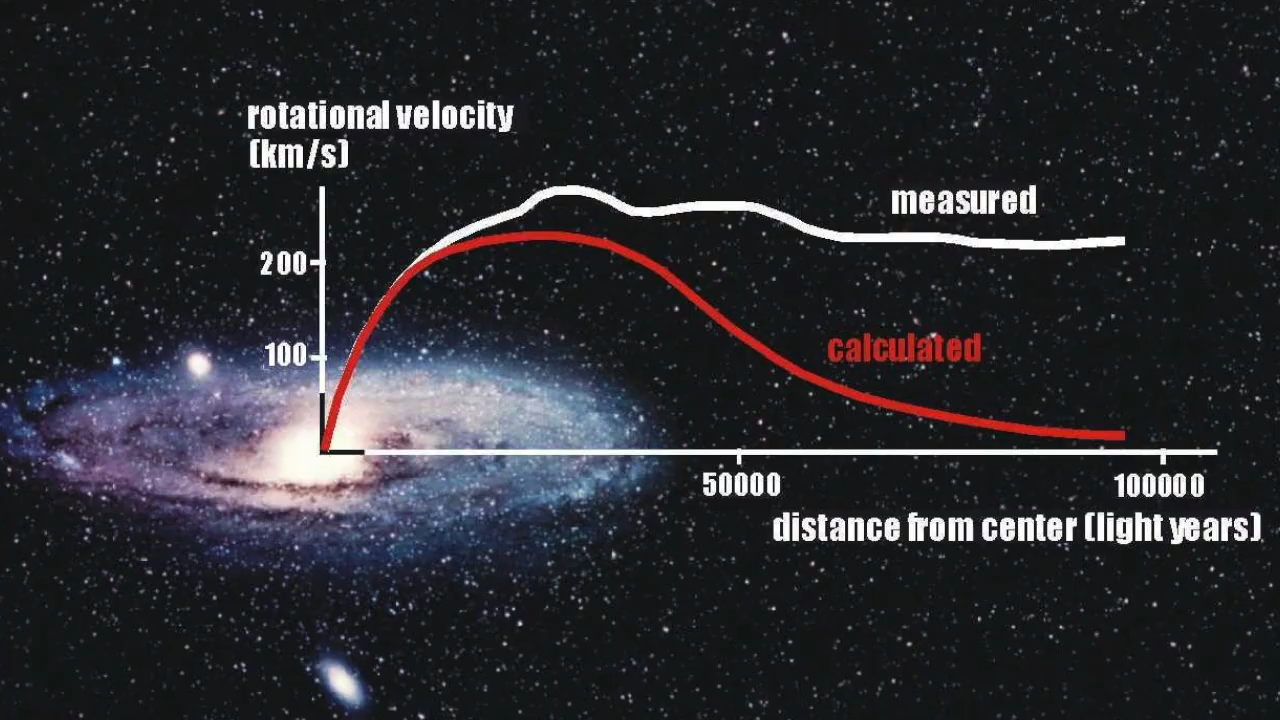 rotational velocity
(km/s)
measured
200
calculated
100
50000
100000
distance from center (light years)